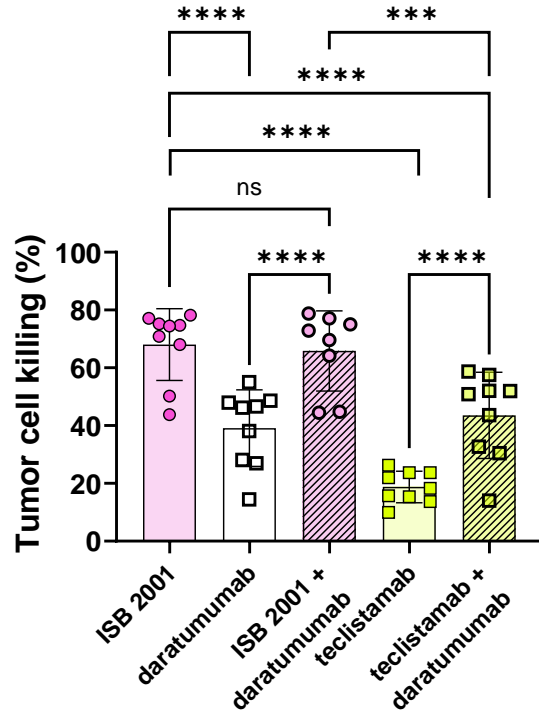 ****
***
****
****
ns
****
****
Tumor cell killing (%)
100
80
60
40
20
0
ISB 2001
daratumumab
ISB 2001 +
daratumumab
teclistamab
teclistamab +
daratumumab